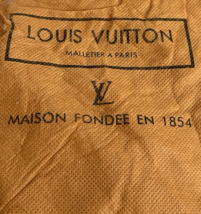 LOUIS VUITTON
MALLETIER A PARIS
LV
MAISON FONDEE EN 1854